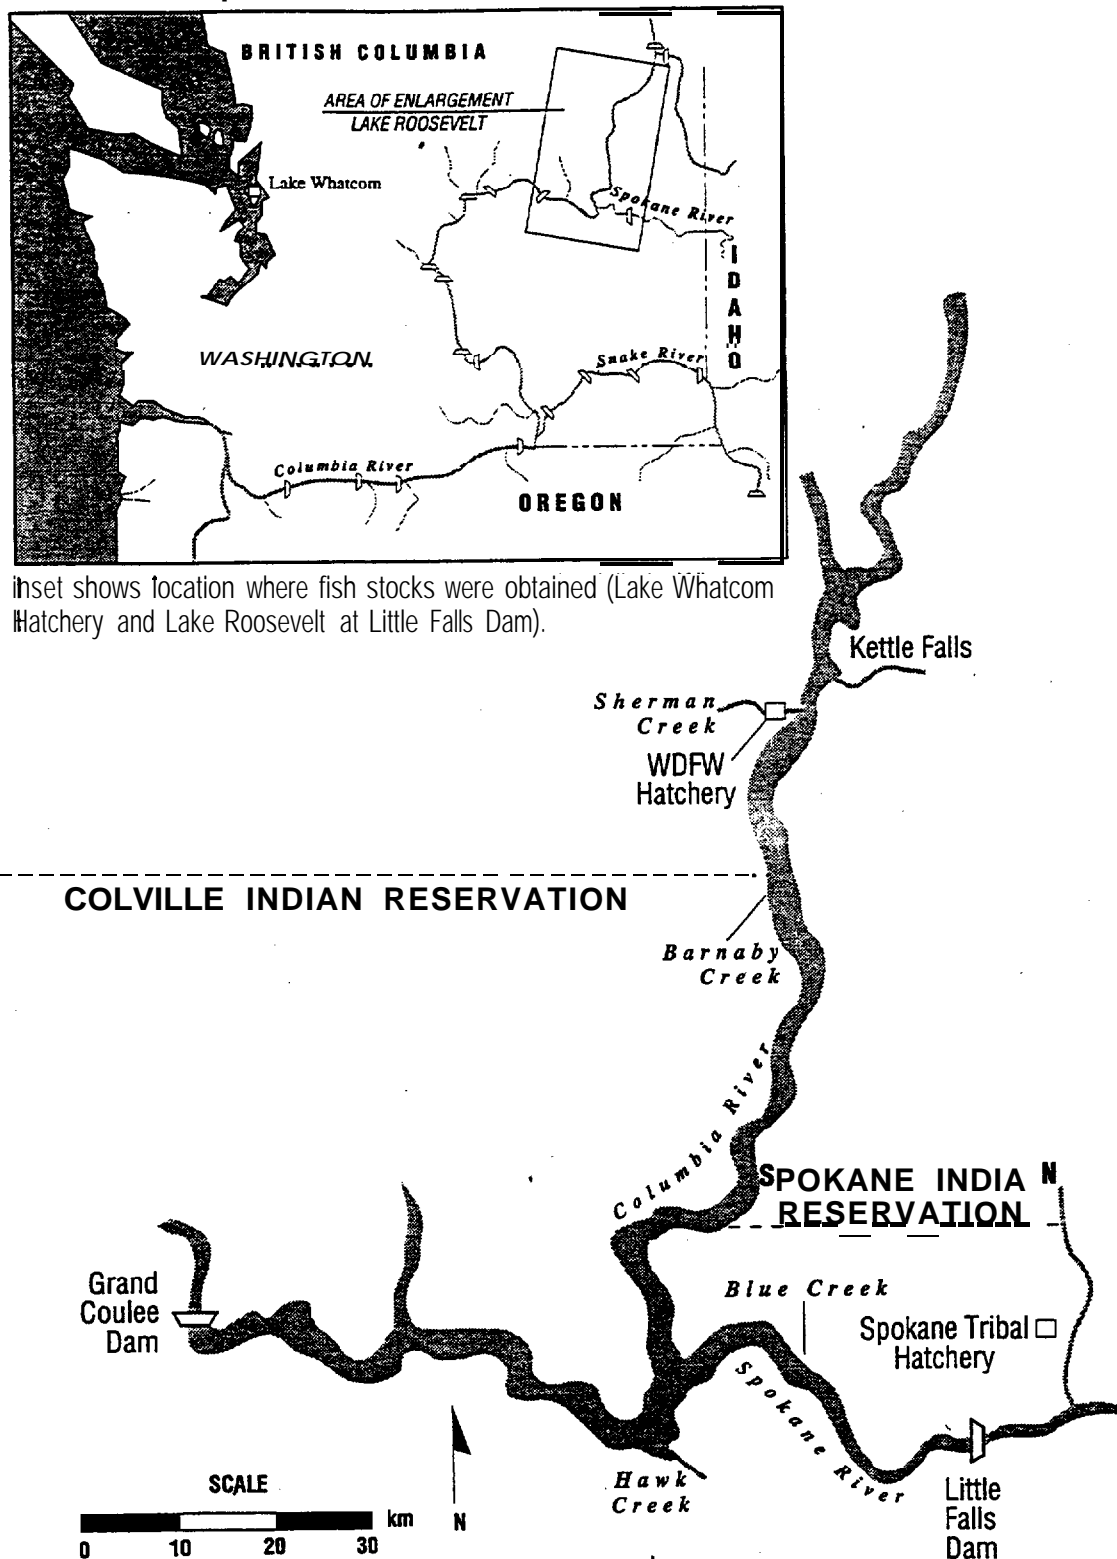 BRITISH COLUMBIA
AREA OF ENLARGEMENT
LAKE ROOSEVELT
Lake Whatcom
Spokane River
IDAHO
WASHINGTON
Snake River
Columbia River
OREGON
inset shows location where fish stocks were obtained (Lake Whatcom
Hatchery and Lake Roosevelt at Little Falls Dam).
Kettle Falls
Sherman
Creek
WDFW
Hatchery
COLVILLE INDIAN RESERVATION
Barnaby
Creek
Columbia River
SPOKANE INDIA N
RESERVATION
Grand
Coulee
Dam
Blue Creek
Spokane Tribal
Hatchery
Spokane River
Hawk
Creek
Little
Falls
Dam
SCALE
km
0 10 20 30
N